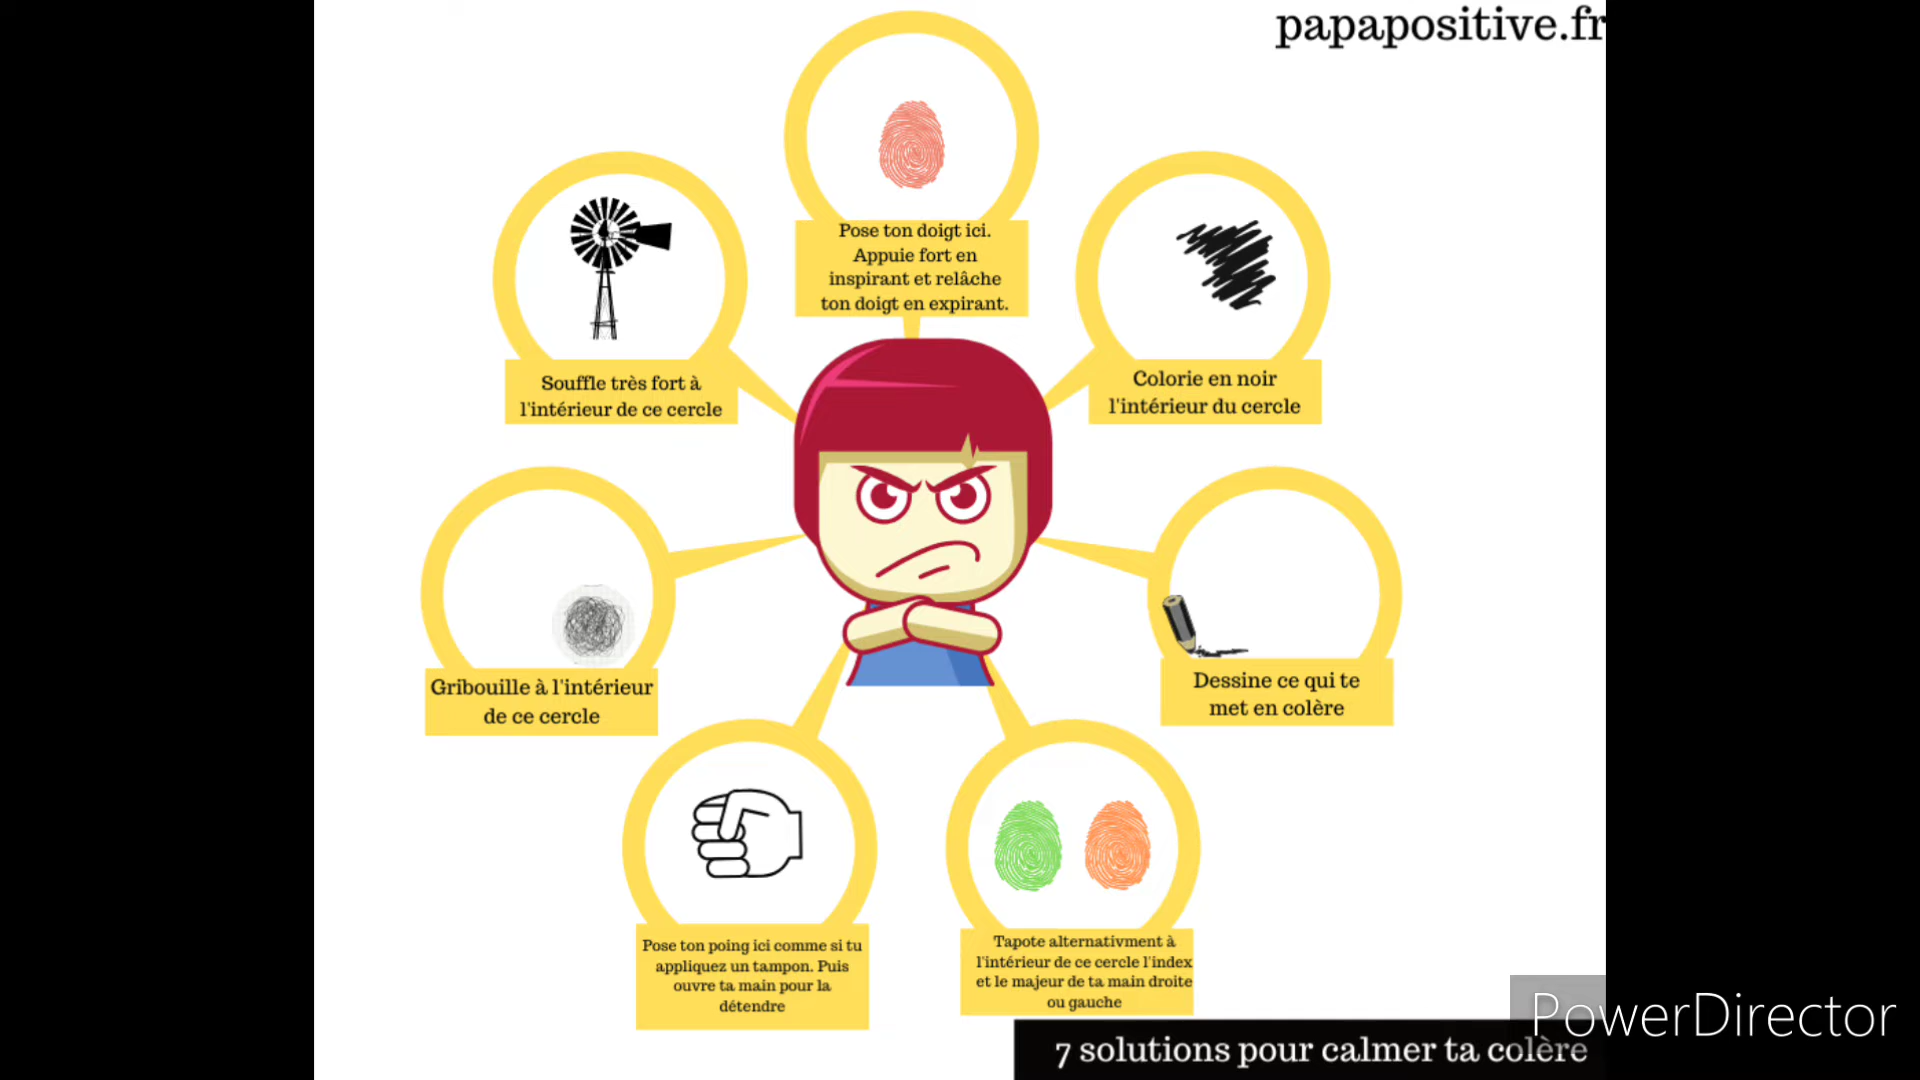 papapositive.fr
Pose ton doigt ici.
Appuie fort en
inspirant et relâche
ton doigt en expirant.
Souffle très fort à
l'intérieur de ce cercle
Colorie en noir
l'intérieur du cercle
Gribouille à l'intérieur
de ce cercle
Dessine ce qui te
met en colère
Pose ton poing ici comme si tu
appliquez un tampon. Puis
ouvre ta main pour la
détendre
Tapote alternativment à
l'intérieur de ce cercle l'index
et le majeur de ta main droite
ou gauche
PowerDirector
7 solutions pour calmer ta colère